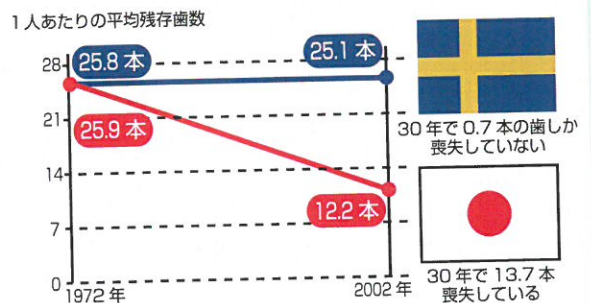 1人あたりの平均残存歯数
28
25.8本
25.1本
21
25.9本
30年で0.7本の歯しか
喪失していない
14
12.2本
7
0
1972年
2002年
30年で13.7本
喪失している